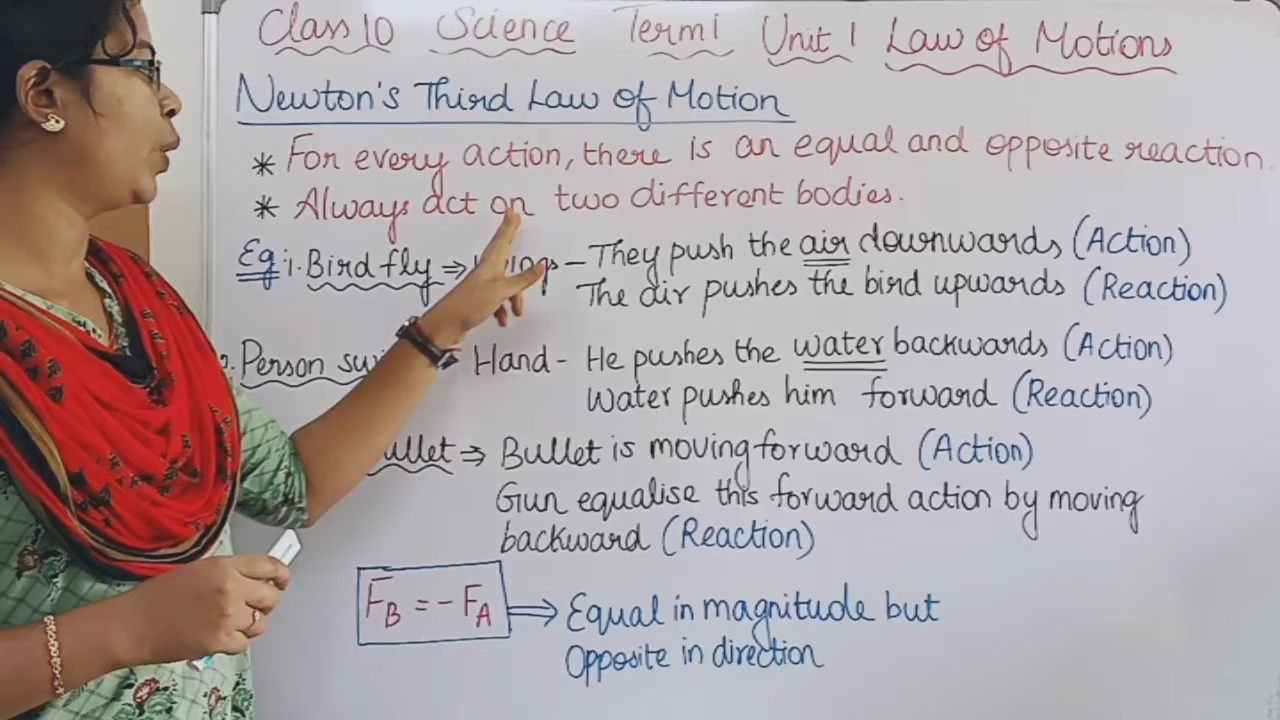 Class 10 Science Term 1 Unit 1 Law of Motions
Newton's Third Law of Motion
* For every action, there is an equal and opposite reaction.
* Always act on two different bodies.
Eg 1. Bird fly ⇒ – They push the air downwards (Action)
The air pushes the bird upwards (Reaction)
Person Hand - He pushes the water backwards (Action)
Water pushes him forward (Reaction)
⇒ Bullet is moving forward (Action)
Gun equalise this forward action by moving
backward (Reaction)
F_B = - F_A ⇒ Equal in magnitude but
Opposite in direction